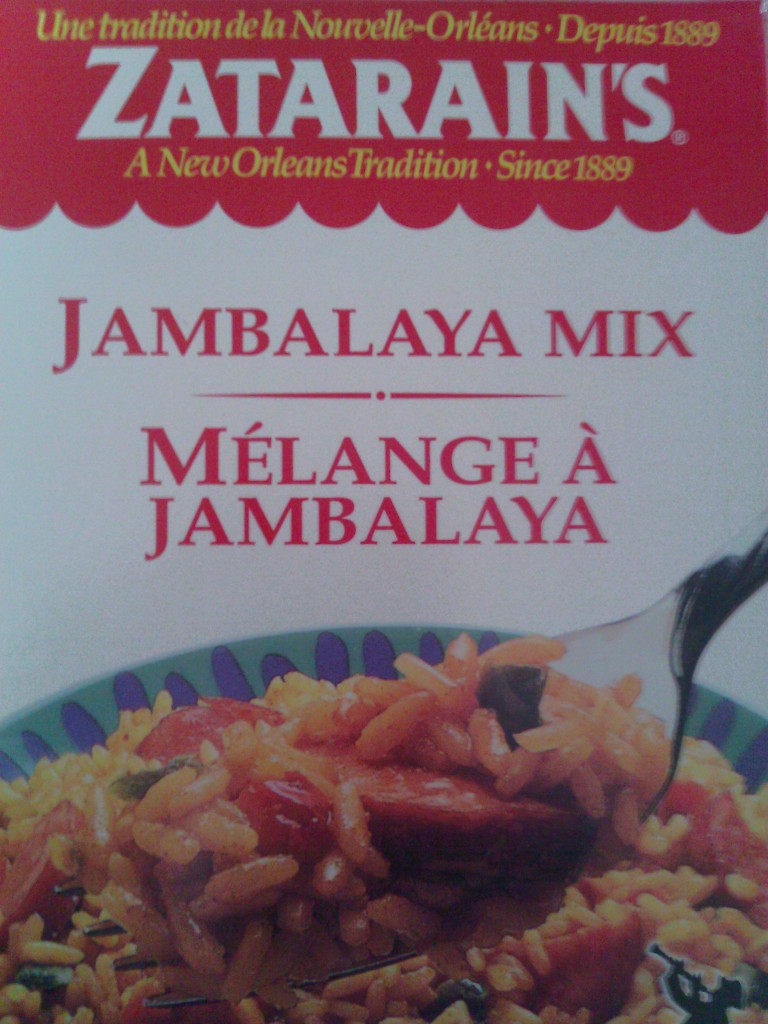 Une tradition de la Nouvelle-Orléans · Depuis 1889
ZATARAIN'S®
A New Orleans Tradition · Since 1889
JAMBALAYA MIX
MÉLANGE À
JAMBALAYA